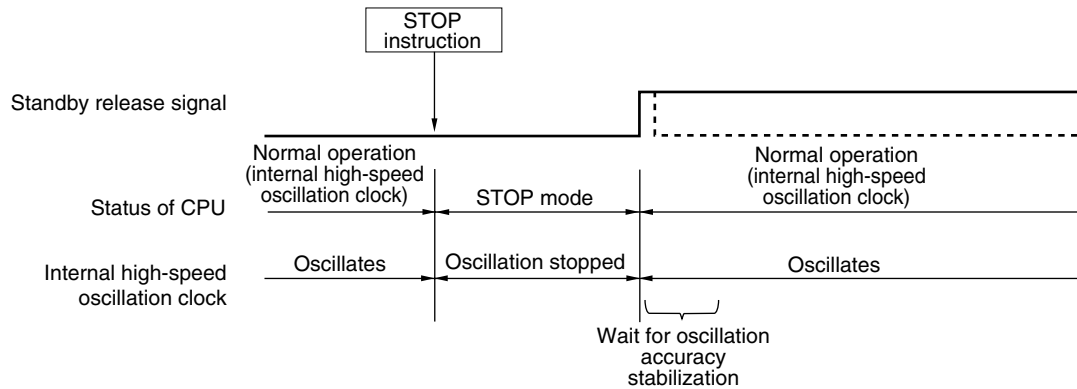 STOP
instruction
Standby release signal
Normal operation
(internal high-speed
oscillation clock)
Normal operation
(internal high-speed
oscillation clock)
Status of CPU
STOP mode
Internal high-speed
oscillation clock
Oscillates
Oscillation stopped
Oscillates
Wait for oscillation
accuracy
stabilization